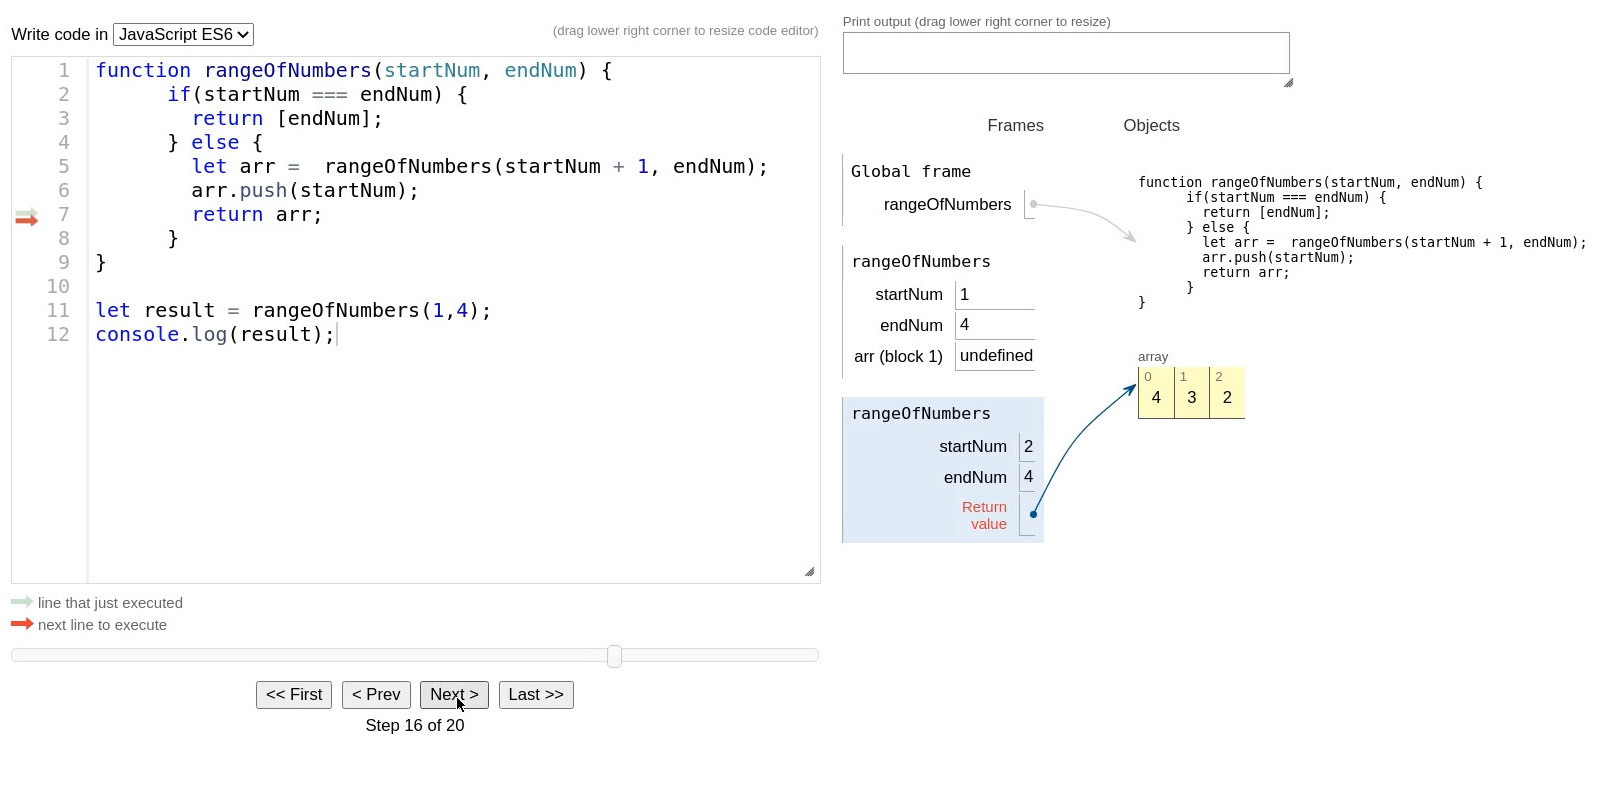 Write code in JavaScript ES6
(drag lower right corner to resize code editor)
1 function rangeOfNumbers(startNum, endNum) {
2       if(startNum === endNum) {
3         return [endNum];
4       } else {
5         let arr =  rangeOfNumbers(startNum + 1, endNum);
6         arr.push(startNum);
7         return arr;
8       }
9 }
10
11 let result = rangeOfNumbers(1,4);
12 console.log(result);
line that just executed
next line to execute
<< First < Prev Next > Last >>
Step 16 of 20
Print output (drag lower right corner to resize)
Frames Objects
Global frame
rangeOfNumbers
rangeOfNumbers
startNum 1
endNum 4
arr (block 1) undefined
rangeOfNumbers
startNum 2
endNum 4
Return
value
function rangeOfNumbers(startNum, endNum) {
      if(startNum === endNum) {
        return [endNum];
      } else {
        let arr =  rangeOfNumbers(startNum + 1, endNum);
        arr.push(startNum);
        return arr;
      }
}
array
0 1 2
4 3 2